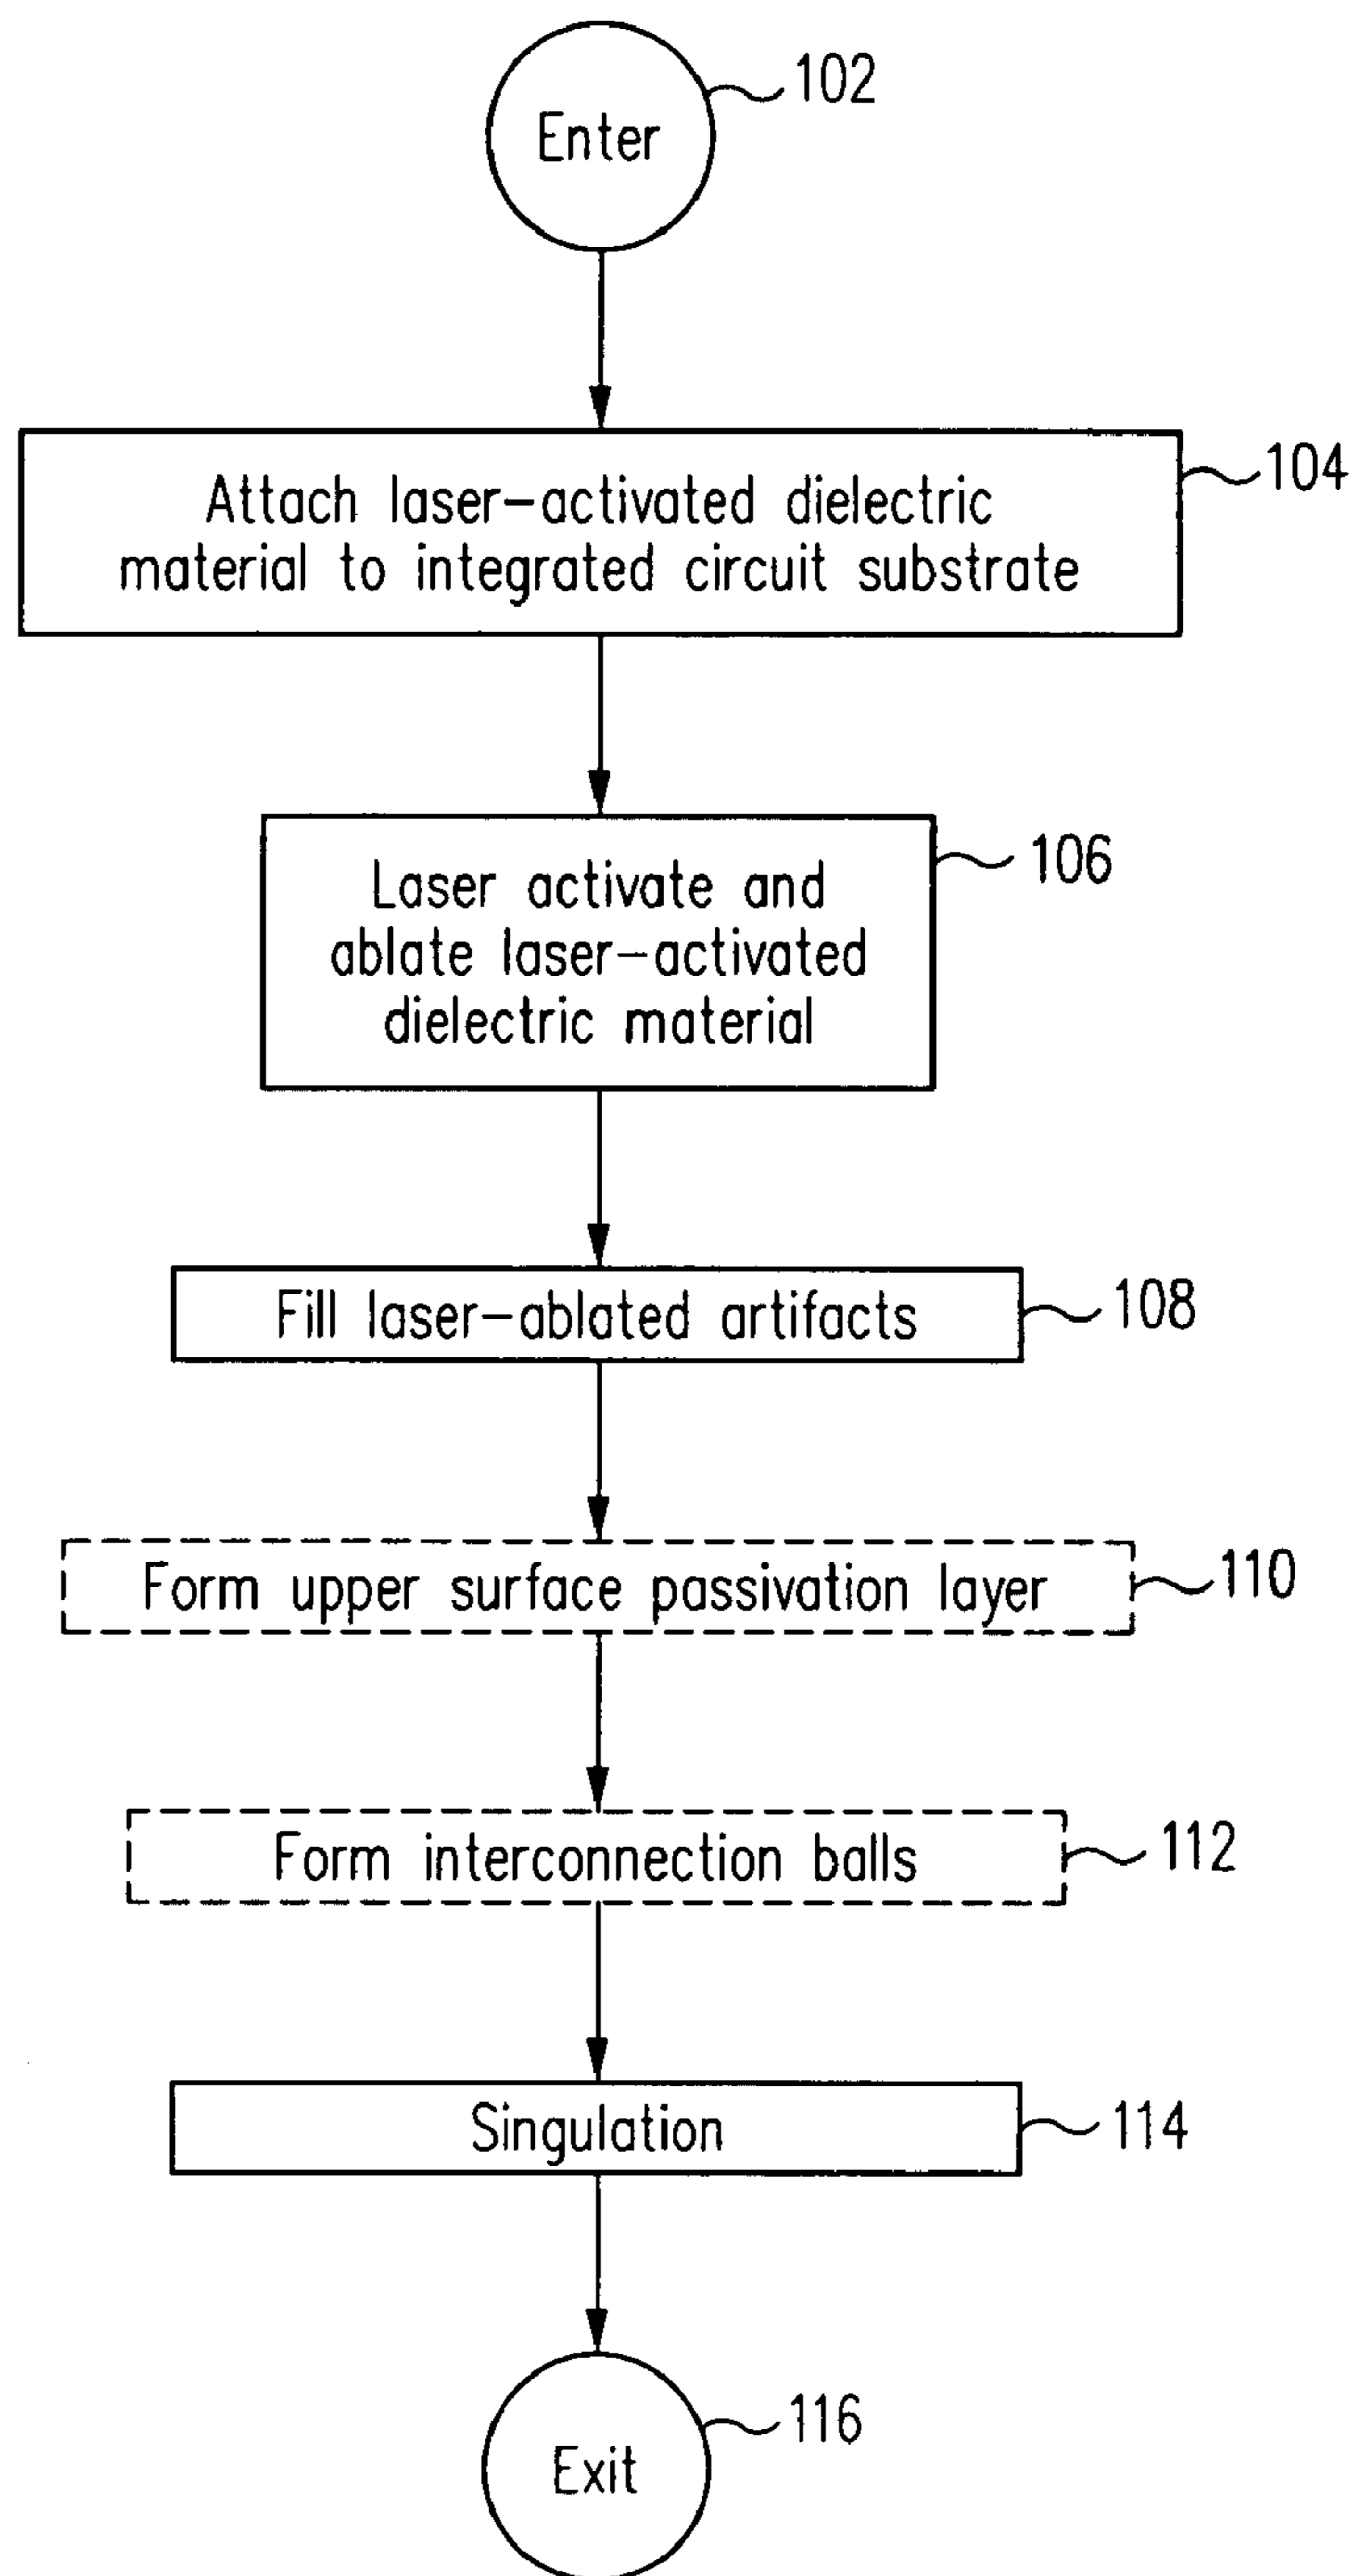 102
Enter
104
Attach laser-activated dielectric
material to integrated circuit substrate
106
Laser activate and
ablate laser-activated
dielectric material
108
Fill laser-ablated artifacts
110
Form upper surface passivation layer
112
Form interconnection balls
114
Singulation
116
Exit